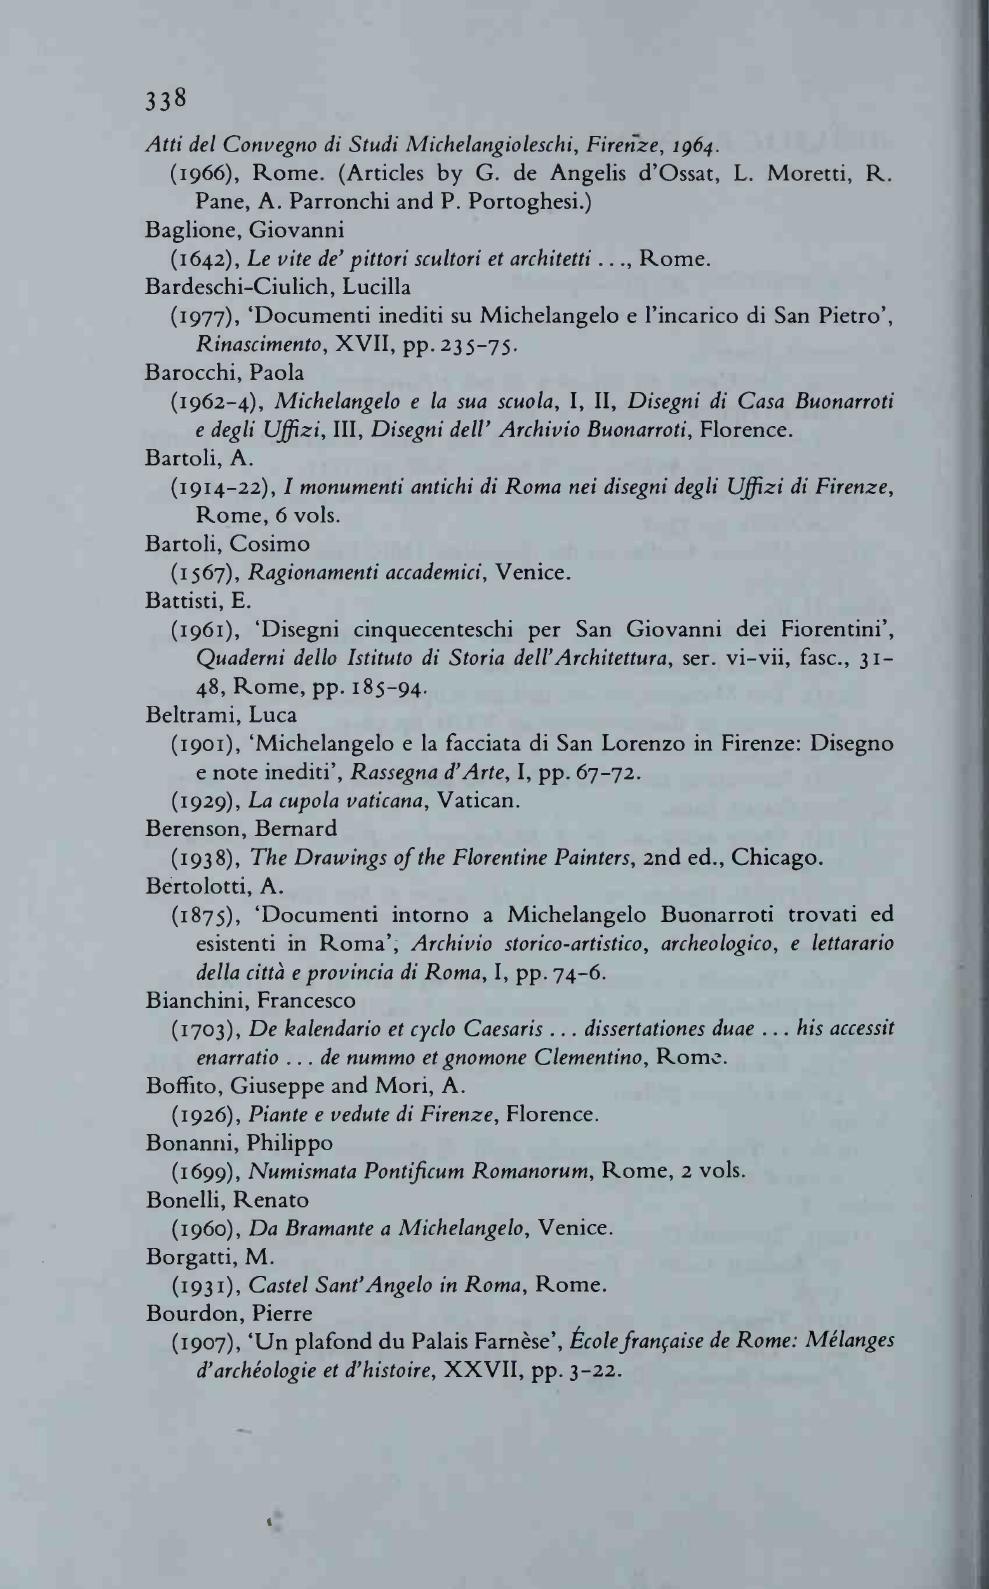 338
Atti del Convegno di Studi Michelangioleschi, Firenze, 1964.
(1966), Rome. (Articles by G. de Angelis d'Ossat, L. Moretti, R.
Pane, A. Parronchi and P. Portoghesi.)
Baglione, Giovanni
(1642), Le vite de' pittori scultori et architetti . . ., Rome.
Bardeschi-Ciulich, Lucilla
(1977), ‘Documenti inediti su Michelangelo e l'incarico di San Pietro’,
Rinascimento, XVII, pp. 235–75.
Barocchi, Paola
(1962–4), Michelangelo e la sua scuola, I, II, Disegni di Casa Buonarroti
e degli Uffizi, III, Disegni dell' Archivio Buonarroti, Florence.
Bartoli, A.
(1914–22), I monumenti antichi di Roma nei disegni degli Uffizi di Firenze,
Rome, 6 vols.
Bartoli, Cosimo
(1567), Ragionamenti accademici, Venice.
Battisti, E.
(1961), ‘Disegni cinquecenteschi per San Giovanni dei Fiorentini’,
Quaderni dello Istituto di Storia dell'Architettura, ser. vi–vii, fasc., 31–
48, Rome, pp. 185–94.
Beltrami, Luca
(1901), ‘Michelangelo e la facciata di San Lorenzo in Firenze: Disegno
e note inediti’, Rassegna d'Arte, I, pp. 67–72.
(1929), La cupola vaticana, Vatican.
Berenson, Bernard
(1938), The Drawings of the Florentine Painters, 2nd ed., Chicago.
Bertolotti, A.
(1875), ‘Documenti intorno a Michelangelo Buonarroti trovati ed
esistenti in Roma’, Archivio storico-artistico, archeologico, e lettarario
della città e provincia di Roma, I, pp. 74–6.
Bianchini, Francesco
(1703), De kalendario et cyclo Caesaris . . . dissertationes duae . . . his accessit
enarratio . . . de nummo et gnomone Clementino, Rome.
Boffito, Giuseppe and Mori, A.
(1926), Piante e vedute di Firenze, Florence.
Bonanni, Philippo
(1699), Numismata Pontificum Romanorum, Rome, 2 vols.
Bonelli, Renato
(1960), Da Bramante a Michelangelo, Venice.
Borgatti, M.
(1931), Castel Sant'Angelo in Roma, Rome.
Bourdon, Pierre
(1907), ‘Un plafond du Palais Farnèse’, École française de Rome: Mélanges
d'archéologie et d'histoire, XXVII, pp. 3–22.